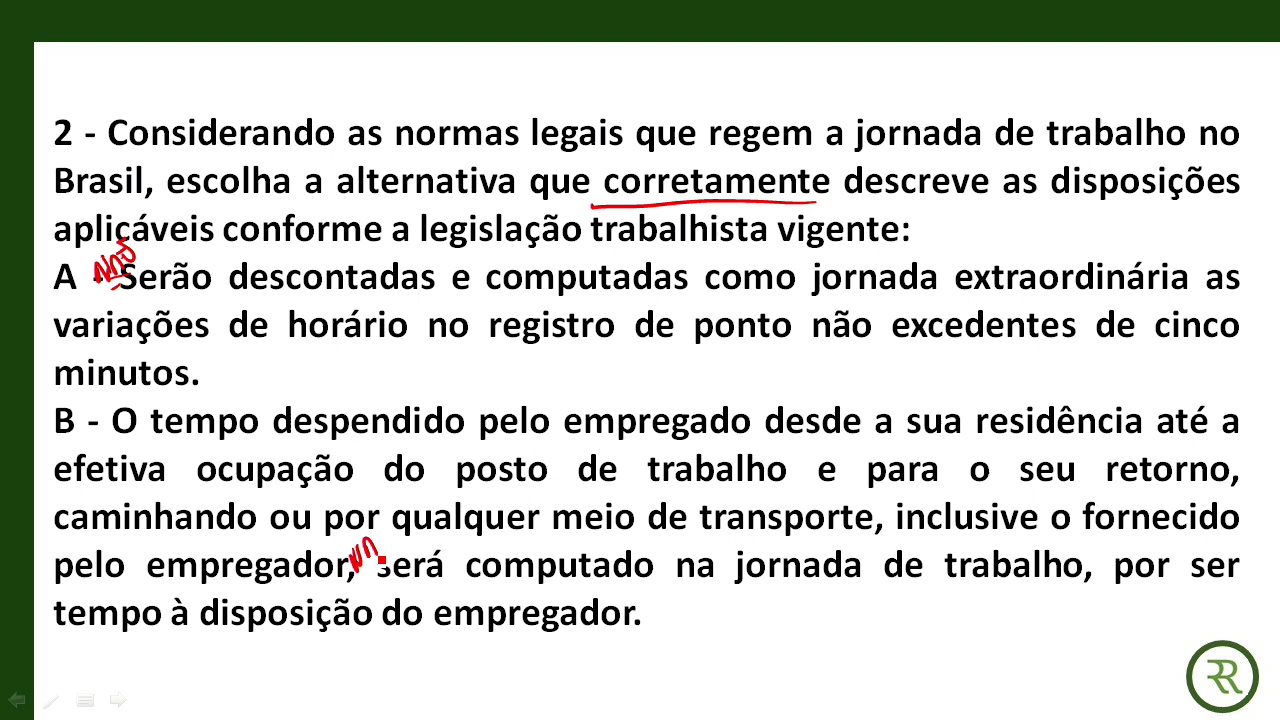 2 - Considerando as normas legais que regem a jornada de trabalho no
Brasil, escolha a alternativa que corretamente descreve as disposições
aplicáveis conforme a legislação trabalhista vigente:
NÃO
A - Serão descontadas e computadas como jornada extraordinária as
variações de horário no registro de ponto não excedentes de cinco
minutos.
B - O tempo despendido pelo empregado desde a sua residência até a
efetiva ocupação do posto de trabalho e para o seu retorno,
caminhando ou por qualquer meio de transporte, inclusive o fornecido
pelo empregador, será computado na jornada de trabalho, por ser
tempo à disposição do empregador.